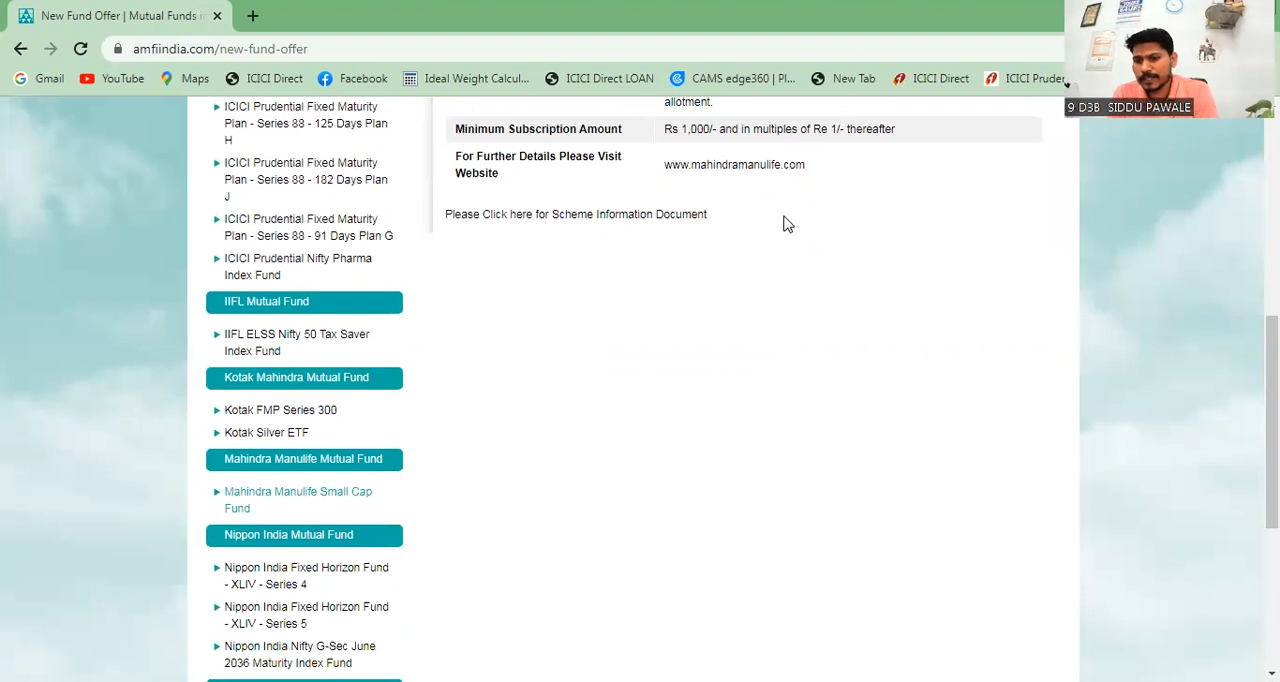 New Fund Offer | Mutual Funds in
amfiindia.com/new-fund-offer
Gmail YouTube Maps ICICI Direct Facebook Ideal Weight Calcul... ICICI Direct LOAN CAMS edge360 | Pl... New Tab ICICI Direct ICICI Pruden
9 D3B SIDDU PAWALE
ICICI Prudential Fixed Maturity
Plan - Series 88 - 125 Days Plan
H
ICICI Prudential Fixed Maturity
Plan - Series 88 - 182 Days Plan
J
ICICI Prudential Fixed Maturity
Plan - Series 88 - 91 Days Plan G
ICICI Prudential Nifty Pharma
Index Fund
IIFL Mutual Fund
IIFL ELSS Nifty 50 Tax Saver
Index Fund
Kotak Mahindra Mutual Fund
Kotak FMP Series 300
Kotak Silver ETF
Mahindra Manulife Mutual Fund
Mahindra Manulife Small Cap
Fund
Nippon India Mutual Fund
Nippon India Fixed Horizon Fund
- XLIV - Series 4
Nippon India Fixed Horizon Fund
- XLIV - Series 5
Nippon India Nifty G-Sec June
2036 Maturity Index Fund
allotment.
Minimum Subscription Amount Rs 1,000/- and in multiples of Re 1/- thereafter
For Further Details Please Visit
Website
www.mahindramanulife.com
Please Click here for Scheme Information Document